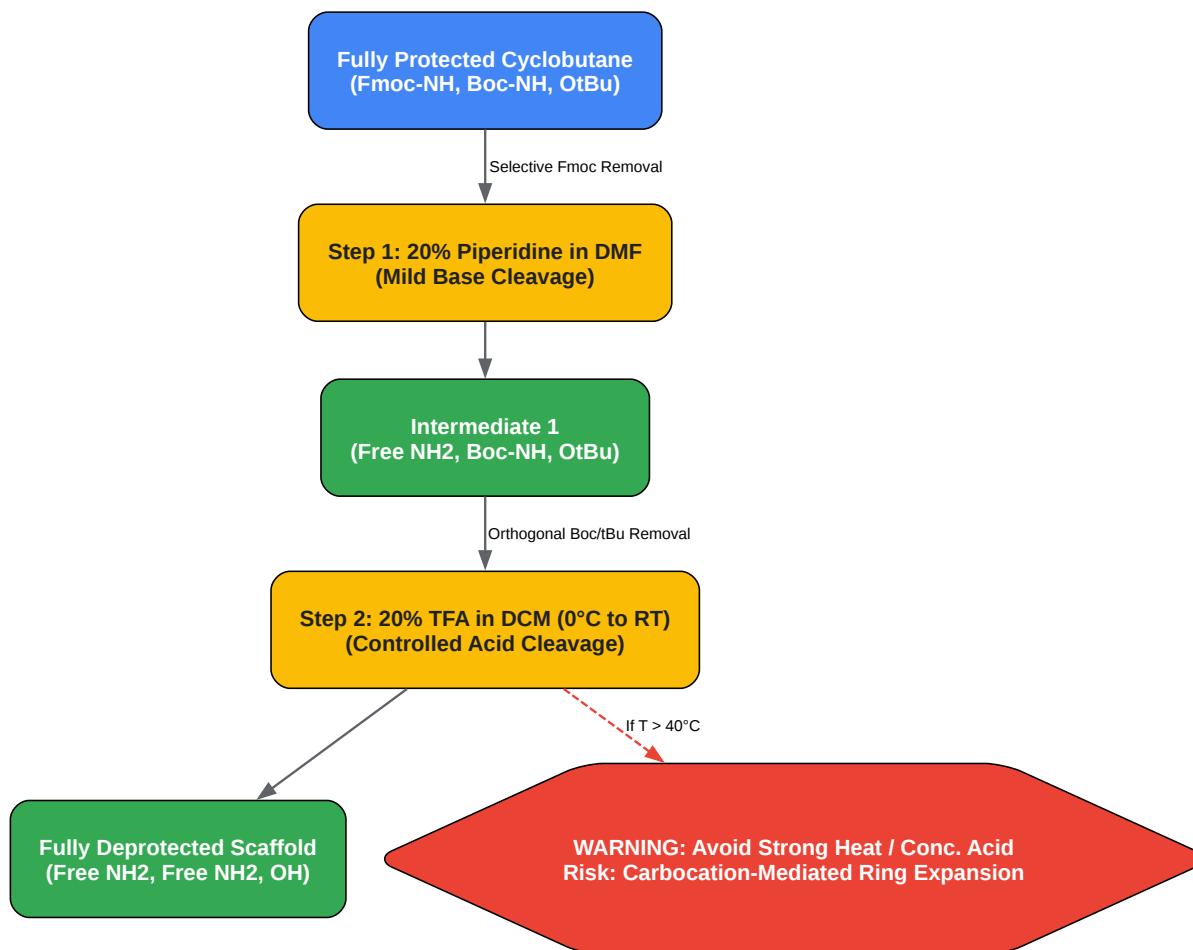 Fully Protected Cyclobutane
(Fmoc-NH, Boc-NH, OtBu)
Selective Fmoc Removal
Step 1: 20% Piperidine in DMF
(Mild Base Cleavage)
Intermediate 1
(Free NH2, Boc-NH, OtBu)
Orthogonal Boc/tBu Removal
Step 2: 20% TFA in DCM (0°C to RT)
(Controlled Acid Cleavage)
If T > 40°C
Fully Deprotected Scaffold
(Free NH2, Free NH2, OH)
WARNING: Avoid Strong Heat / Conc. Acid
Risk: Carbocation-Mediated Ring Expansion